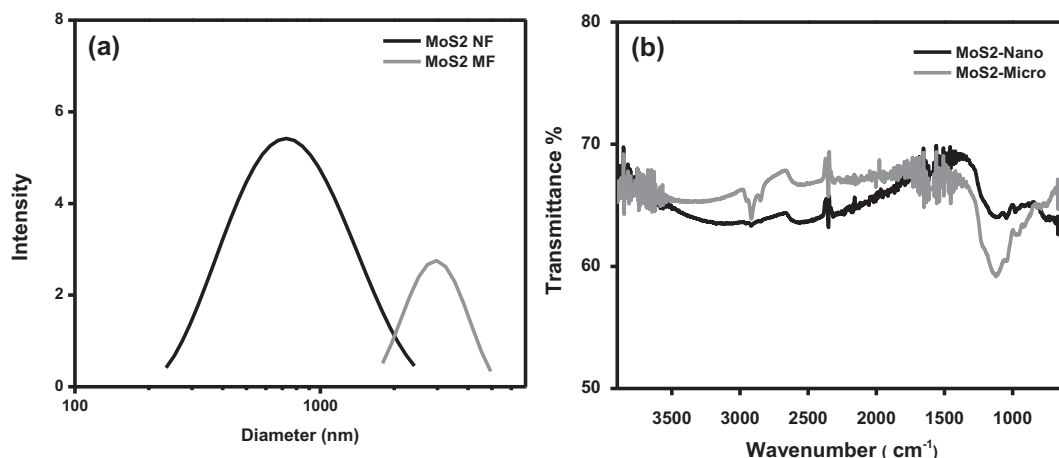 (a)
MoS2 NF
MoS2 MF
8
6
4
2
0
Intensity
100
1000
Diameter (nm)
(b)
MoS2-Nano
MoS2-Micro
80
70
60
50
Transmittance %
3500
3000
2500
2000
1500
1000
Wavenumber ( cm⁻¹)